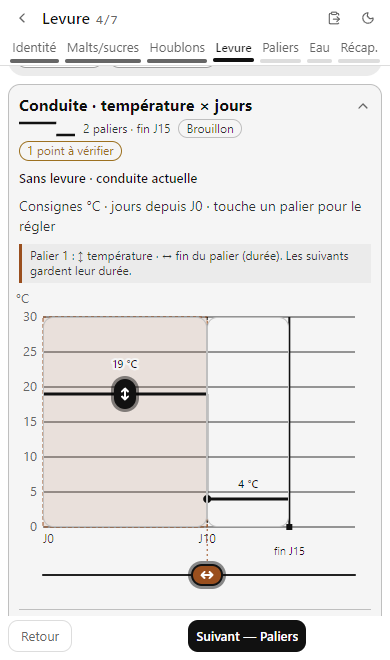 Levure 4/7
Identité Malts/sucres Houblons Levure Paliers Eau Récap.
Conduite · température × jours
2 paliers · fin J15 Brouillon
1 point à vérifier
Sans levure · conduite actuelle
Consignes °C · jours depuis J0 · touche un palier pour le
régler
Palier 1 : ↕ température · ↔ fin du palier (durée). Les suivants
gardent leur durée.
°C
30
25
19 °C
20
15
10
4 °C
5
0
J0 J10
fin J15
Retour Suivant — Paliers